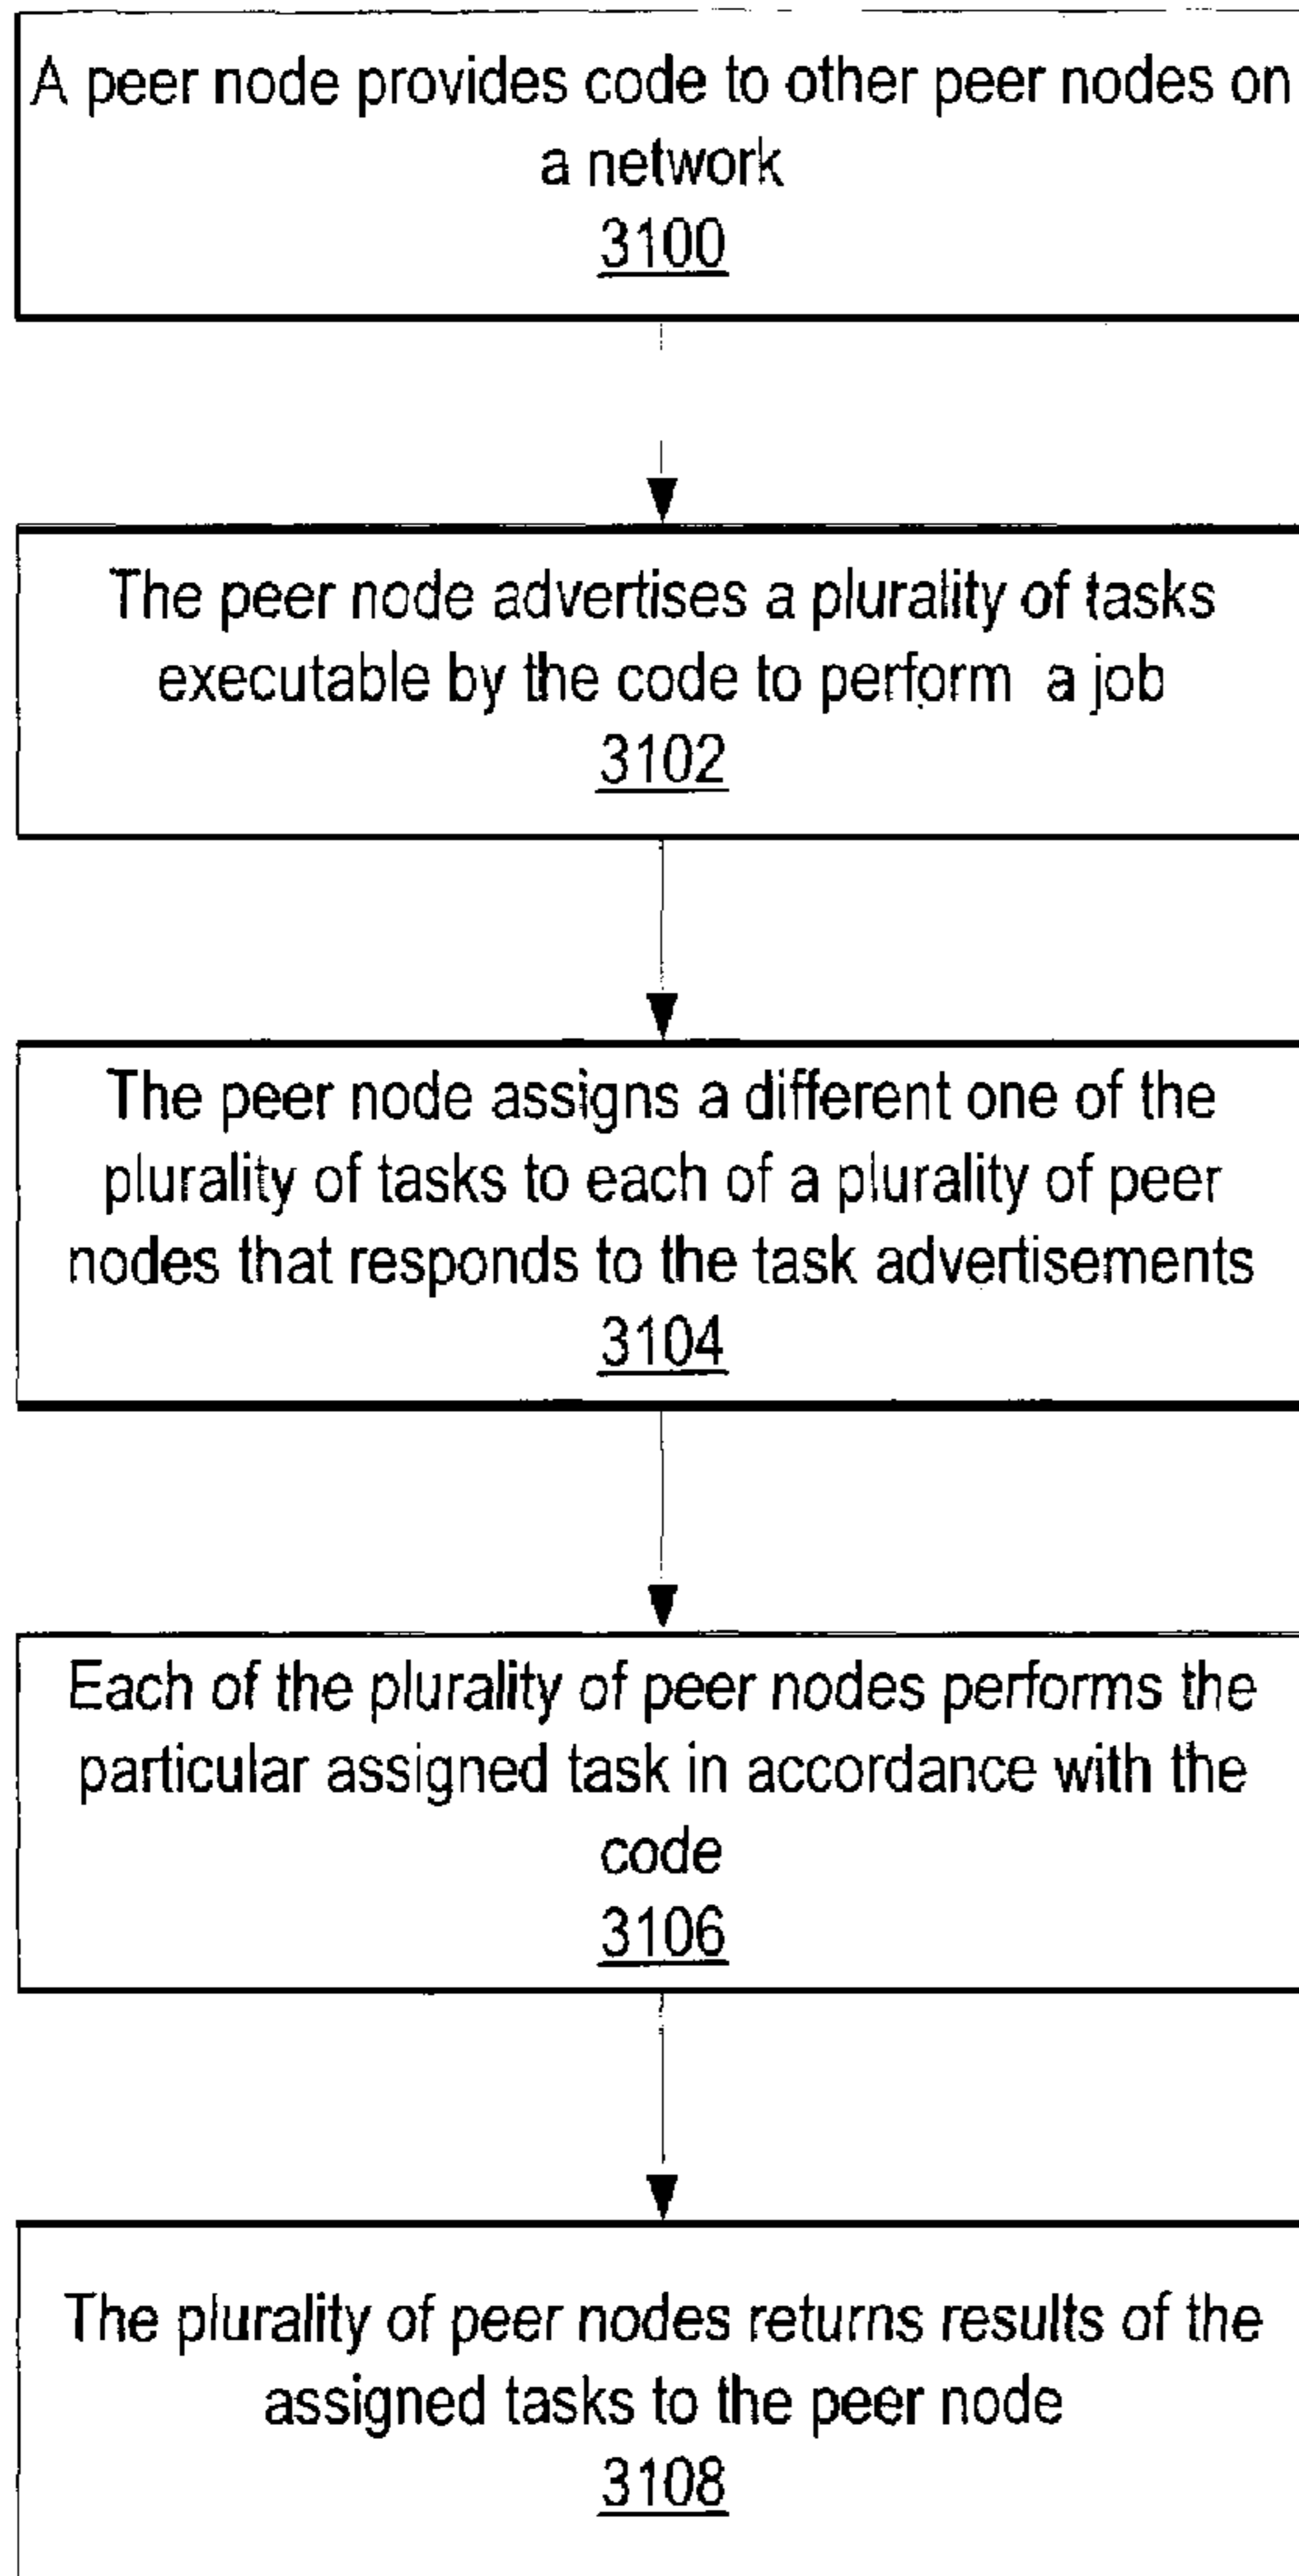 A peer node provides code to other peer nodes on
a network
3100
The peer node advertises a plurality of tasks
executable by the code to perform a job
3102
The peer node assigns a different one of the
plurality of tasks to each of a plurality of peer
nodes that responds to the task advertisements
3104
Each of the plurality of peer nodes performs the
particular assigned task in accordance with the
code
3106
The plurality of peer nodes returns results of the
assigned tasks to the peer node
3108